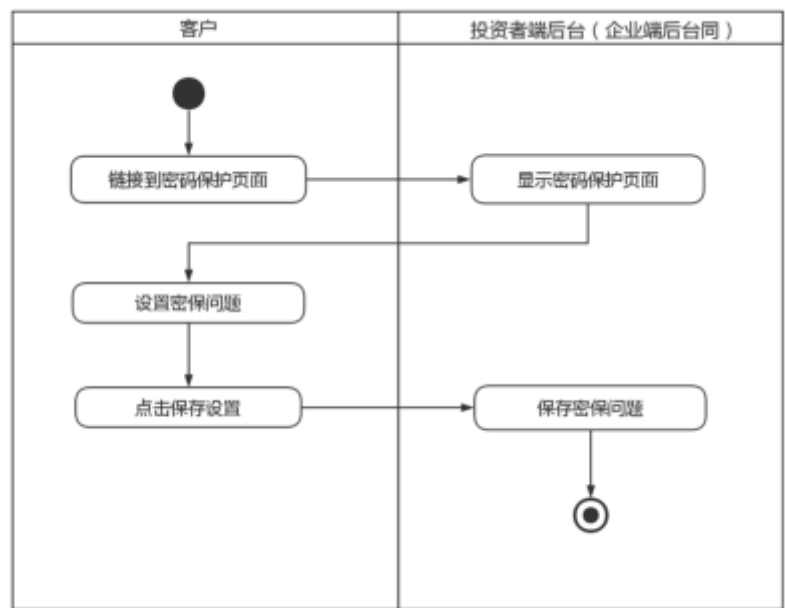 客户
投资者端后台（企业端后台同）
链接到密码保护页面
显示密码保护页面
设置密保问题
点击保存设置
保存密保问题